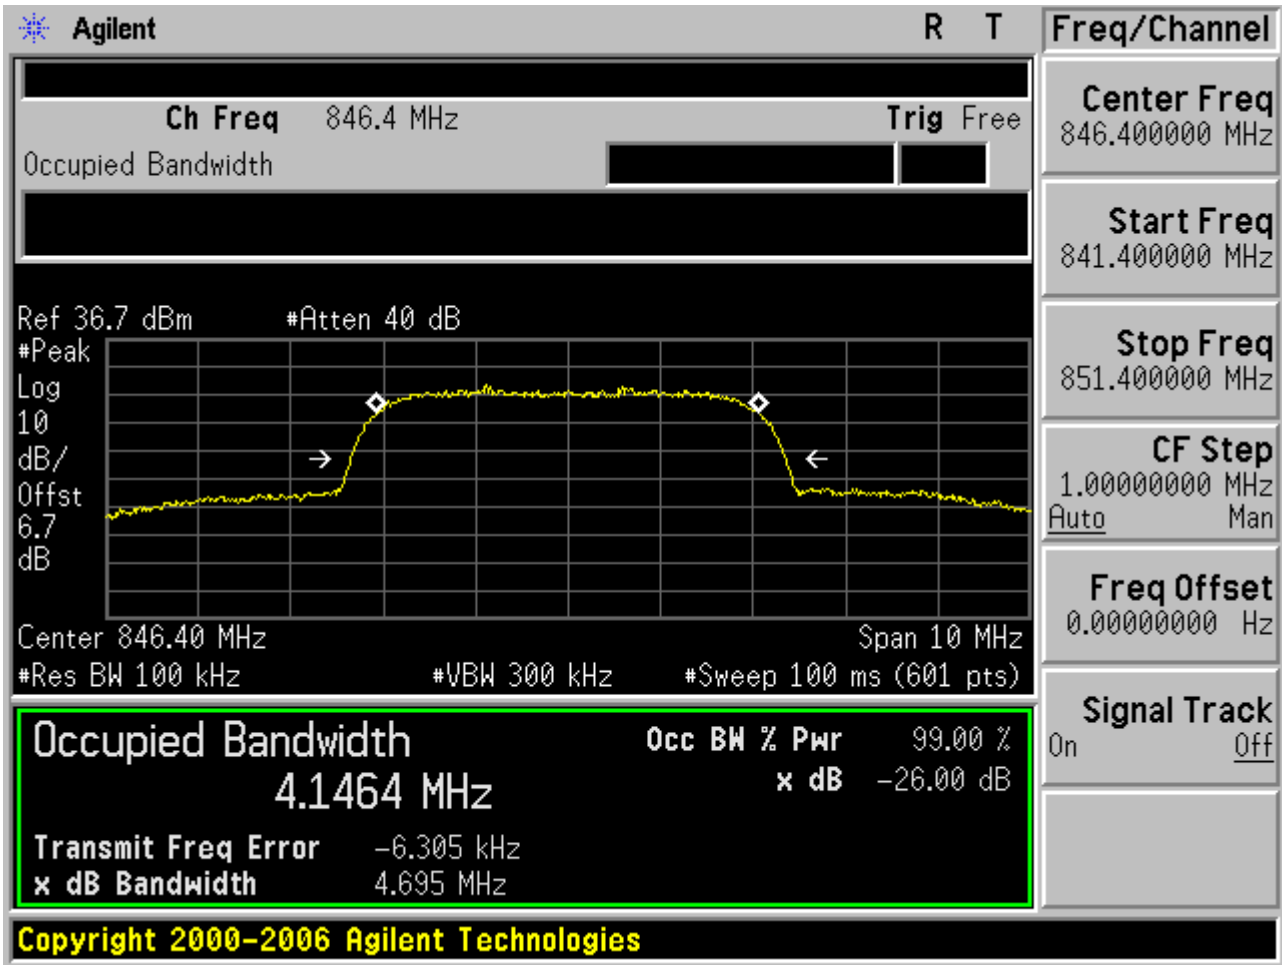 Agilent R T Freq/Channel
Ch Freq 846.4 MHz Trig Free
Occupied Bandwidth
Center Freq
846.400000 MHz
Start Freq
841.400000 MHz
Stop Freq
851.400000 MHz
CF Step
1.00000000 MHz
Auto Man
Freq Offset
0.00000000 Hz
Signal Track
On Off
Ref 36.7 dBm #Atten 40 dB
#Peak
Log
10
dB/
Offst
6.7
dB
Center 846.40 MHz Span 10 MHz
#Res BW 100 kHz #VBW 300 kHz #Sweep 100 ms (601 pts)
Occupied Bandwidth Occ BW % Pwr 99.00 %
4.1464 MHz x dB -26.00 dB
Transmit Freq Error -6.305 kHz
x dB Bandwidth 4.695 MHz
Copyright 2000-2006 Agilent Technologies